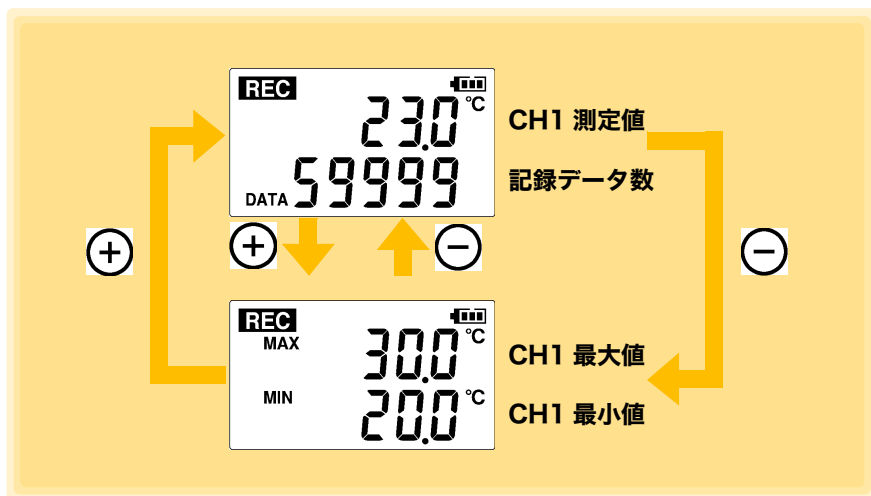 REC
23.0 ℃
CH1 測定値
DATA 59999
記録データ数
+
+
−
−
REC
MAX 30.0 ℃
CH1 最大値
MIN 20.0 ℃
CH1 最小値